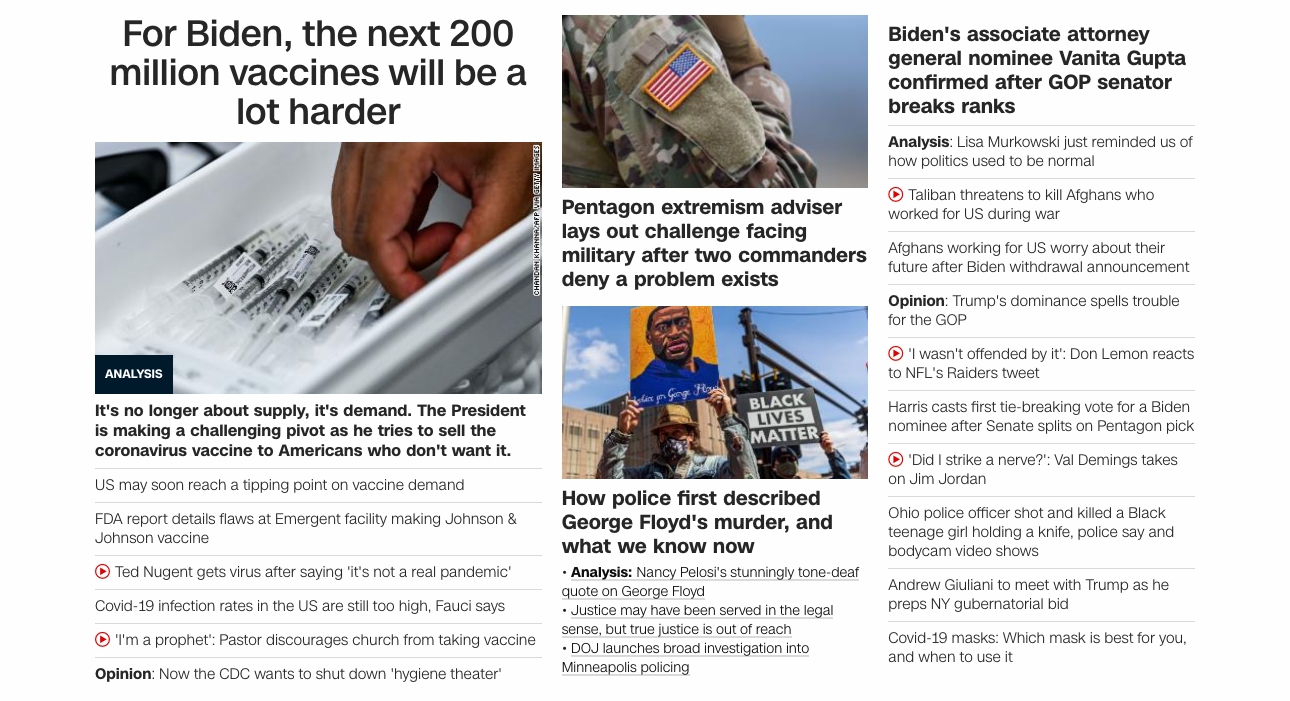 For Biden, the next 200
million vaccines will be a
lot harder
CHANDAN KHANNA/AFP VIA GETTY IMAGES
ANALYSIS
It's no longer about supply, it's demand. The President
is making a challenging pivot as he tries to sell the
coronavirus vaccine to Americans who don't want it.
US may soon reach a tipping point on vaccine demand
FDA report details flaws at Emergent facility making Johnson &
Johnson vaccine
Ted Nugent gets virus after saying 'it's not a real pandemic'
Covid-19 infection rates in the US are still too high, Fauci says
'I'm a prophet': Pastor discourages church from taking vaccine
Opinion: Now the CDC wants to shut down 'hygiene theater'
Pentagon extremism adviser
lays out challenge facing
military after two commanders
deny a problem exists
Justice for George Floyd
BLACK
LIVES
MATTER
How police first described
George Floyd's murder, and
what we know now
• Analysis: Nancy Pelosi's stunningly tone-deaf
quote on George Floyd
• Justice may have been served in the legal
sense, but true justice is out of reach
• DOJ launches broad investigation into
Minneapolis policing
Biden's associate attorney
general nominee Vanita Gupta
confirmed after GOP senator
breaks ranks
Analysis: Lisa Murkowski just reminded us of
how politics used to be normal
Taliban threatens to kill Afghans who
worked for US during war
Afghans working for US worry about their
future after Biden withdrawal announcement
Opinion: Trump's dominance spells trouble
for the GOP
'I wasn't offended by it': Don Lemon reacts
to NFL's Raiders tweet
Harris casts first tie-breaking vote for a Biden
nominee after Senate splits on Pentagon pick
'Did I strike a nerve?': Val Demings takes
on Jim Jordan
Ohio police officer shot and killed a Black
teenage girl holding a knife, police say and
bodycam video shows
Andrew Giuliani to meet with Trump as he
preps NY gubernatorial bid
Covid-19 masks: Which mask is best for you,
and when to use it